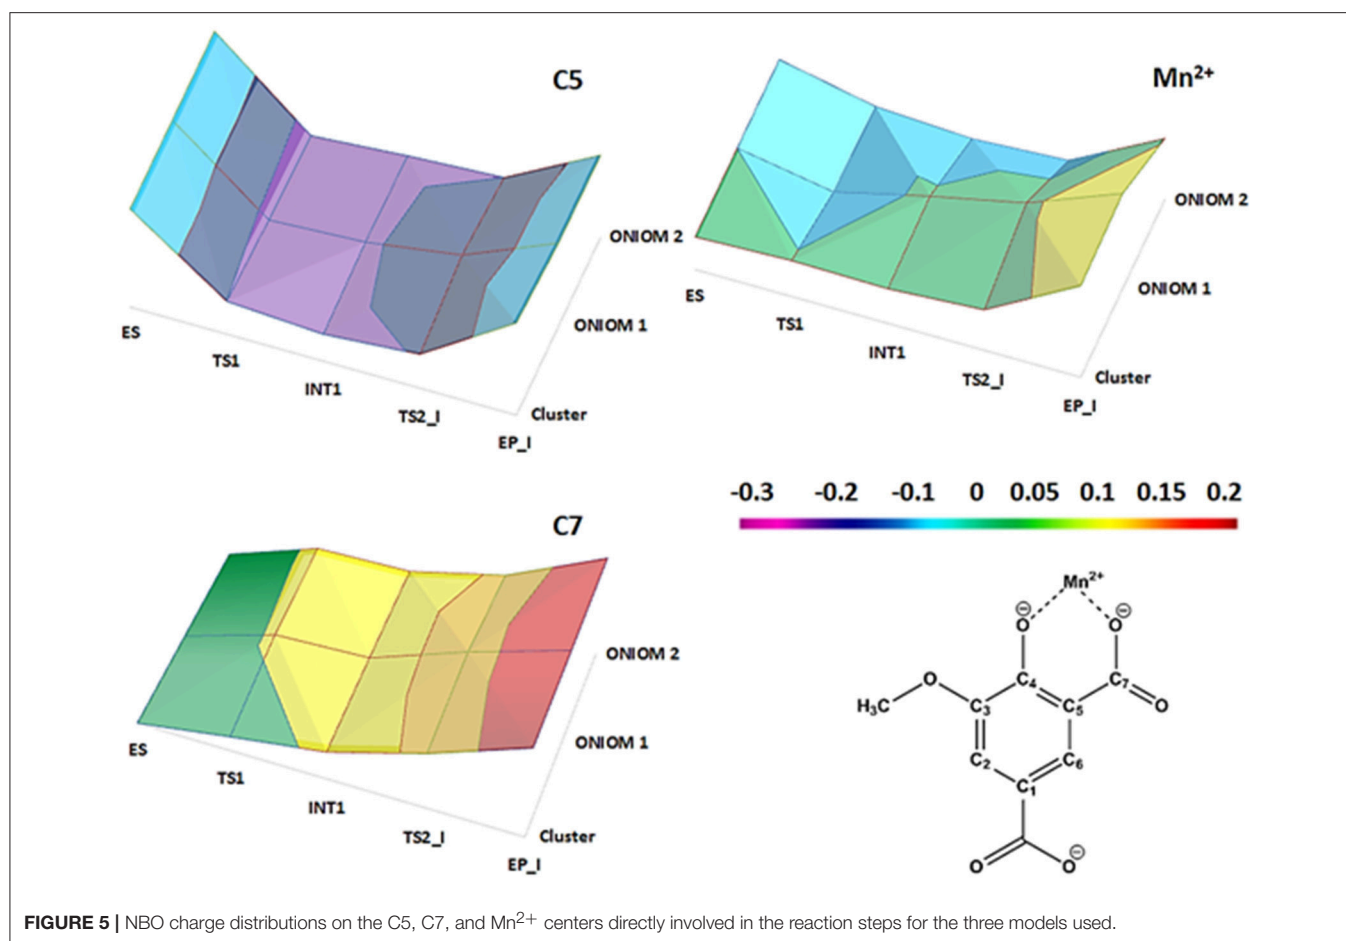 C5
ONIOM 2
ONIOM 1
Cluster
ES
TS1
INT1
TS2_I
EP_I
Mn²⁺
ONIOM 2
ONIOM 1
Cluster
ES
TS1
INT1
TS2_I
EP_I
C7
ONIOM 2
ONIOM 1
Cluster
ES
TS1
INT1
TS2_I
EP_I
-0.3 -0.2 -0.1 0 0.05 0.1 0.15 0.2
Mn²⁺
⊖ ⊖
O O
O C₄ C₇
H₃C C₃ C₅ O
C₂ C₆
C₁
⊖
O O
FIGURE 5 | NBO charge distributions on the C5, C7, and Mn²⁺ centers directly involved in the reaction steps for the three models used.